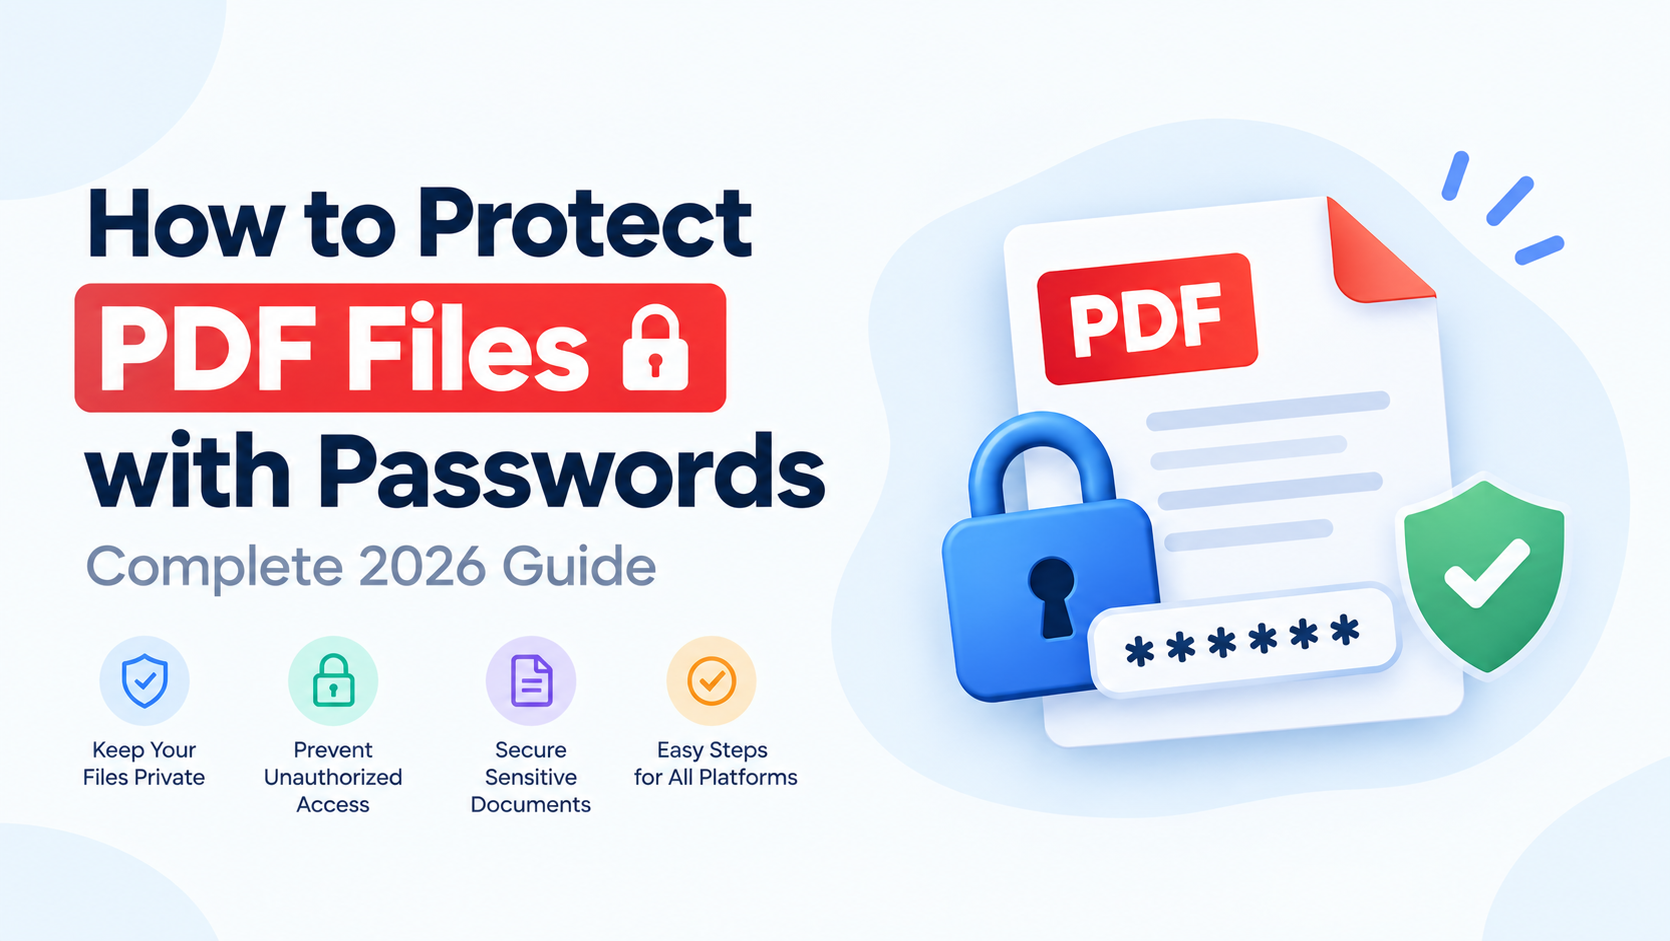 How to Protect
PDF Files
with Passwords
Complete 2026 Guide
Keep Your
Files Private
Prevent
Unauthorized
Access
Secure
Sensitive
Documents
Easy Steps
for All Platforms
PDF
******